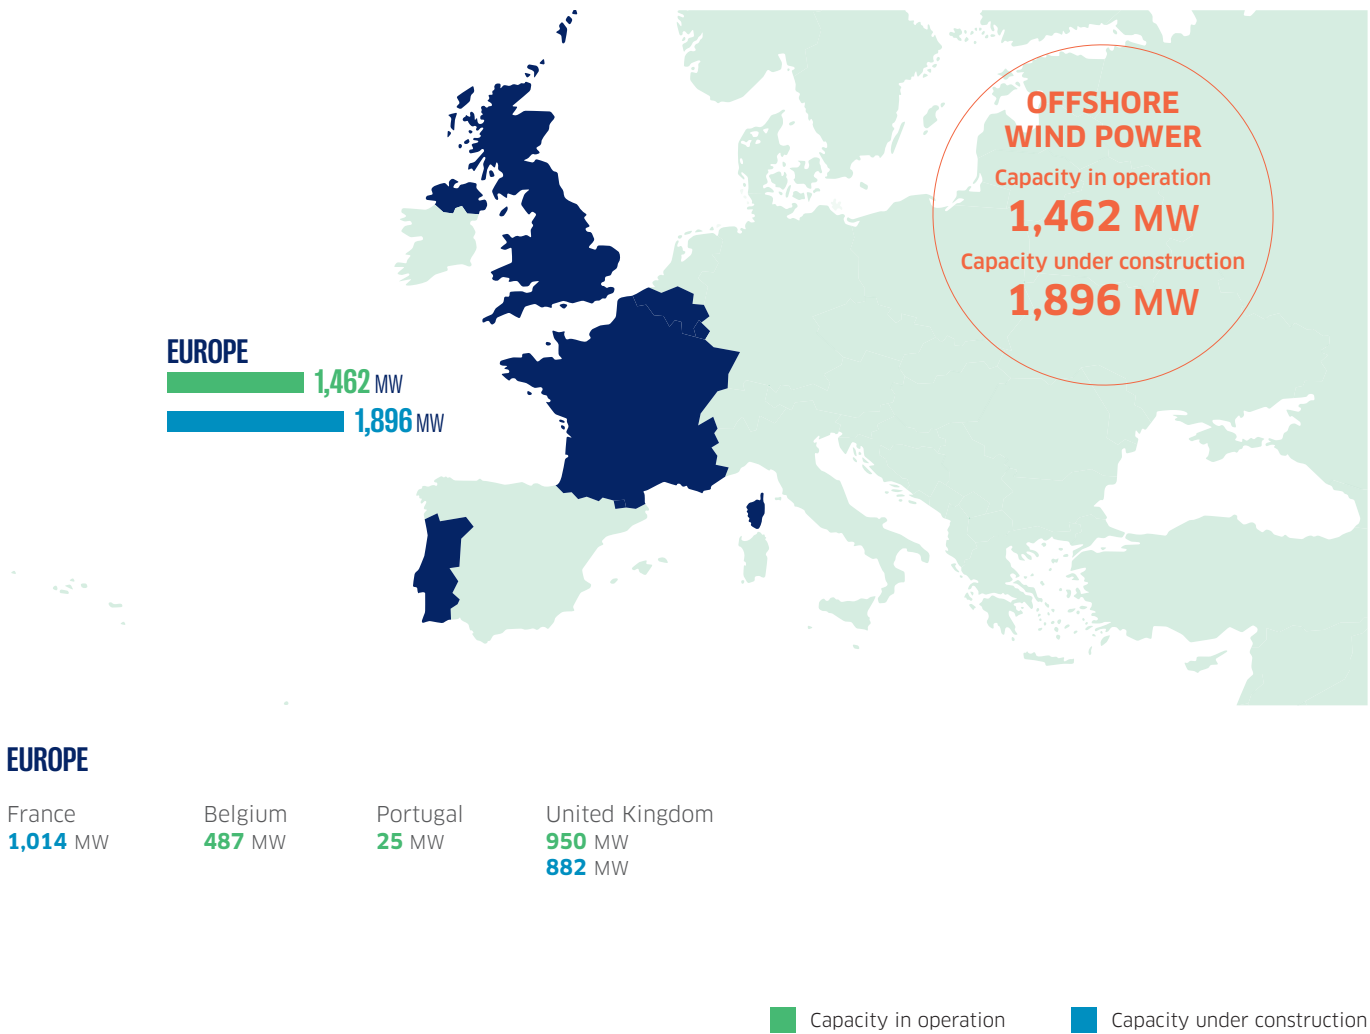 OFFSHORE
WIND POWER
Capacity in operation
1,462 MW
Capacity under construction
1,896 MW
EUROPE
1,462 MW
1,896 MW
EUROPE
France
1,014 MW
Belgium
487 MW
Portugal
25 MW
United Kingdom
950 MW
882 MW
Capacity in operation
Capacity under construction